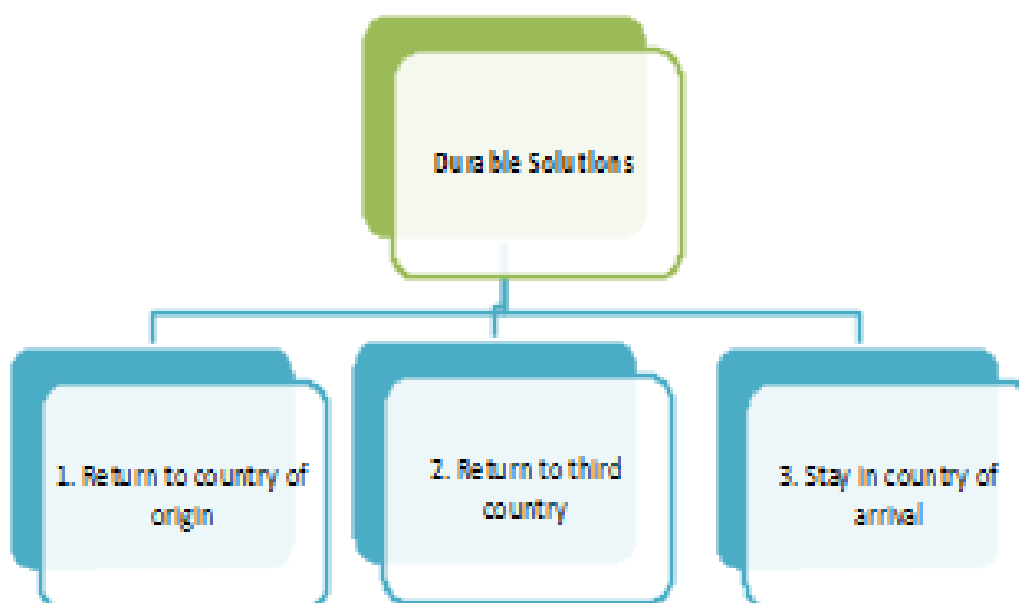 Durable Solutions
1. Return to country of
origin
2. Return to third
country
3. Stay in country of
arrival